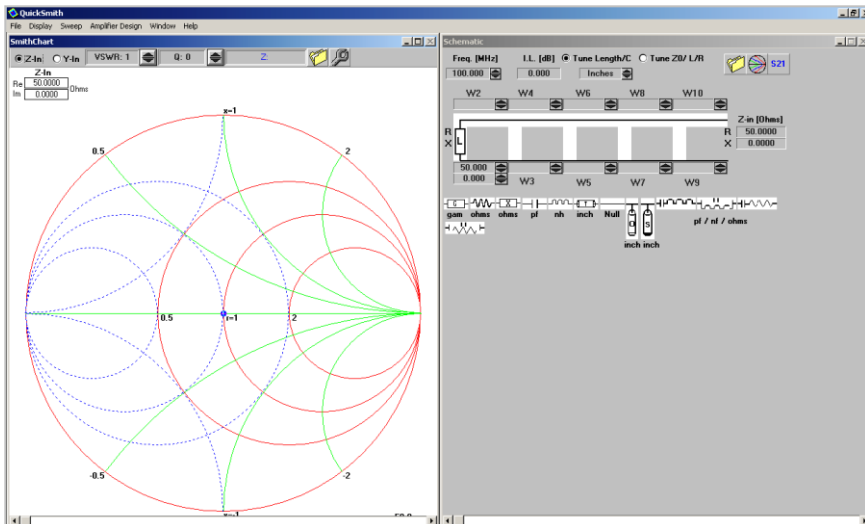 QuickSmith
File Display Sweep Amplifier Design Window Help
SmithChart
Z-In Y-In VSWR: 1 Q: 0 Z:
Z-In
Re 50.0000
Im 0.0000 Ohms
x=1
0.5 2
0.5 r=1 2
-0.5 -2
x=-1
Schematic
Freq. [MHz] I.L. [dB] Tune Length/C Tune Z0/ L/R
100.000 0.000 Inches S21
W2 W4 W6 W8 W10
Z-in [Ohms]
R L R 50.0000
X X 0.0000
50.000
0.000 W3 W5 W7 W9
G X T
gam ohms ohms pf nh inch Null O S pf / nf / ohms
inch inch